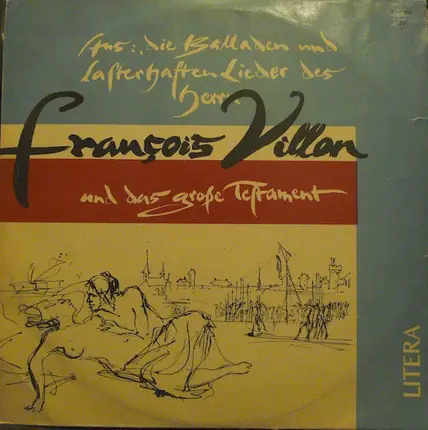 Aus: „die Balladen und
Lasterhaften Lieder des
Herrn
François Villon
und das große Testament
LITERA